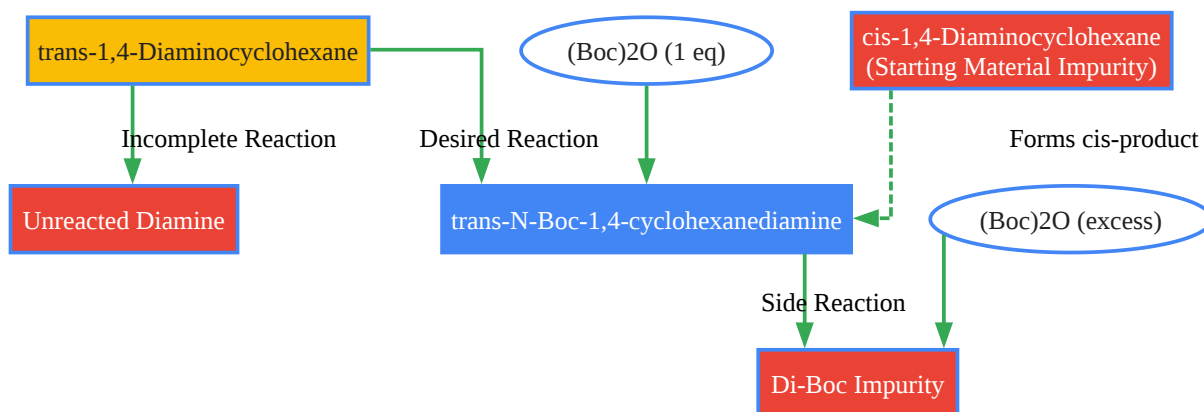 trans-1,4-Diaminocyclohexane
(Boc)2O (1 eq)
cis-1,4-Diaminocyclohexane
(Starting Material Impurity)
Incomplete Reaction
Desired Reaction
Forms cis-product
Unreacted Diamine
trans-N-Boc-1,4-cyclohexanediamine
(Boc)2O (excess)
Side Reaction
Di-Boc Impurity